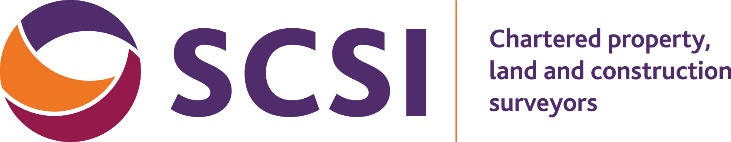 SCSI
Chartered property,
land and construction
surveyors